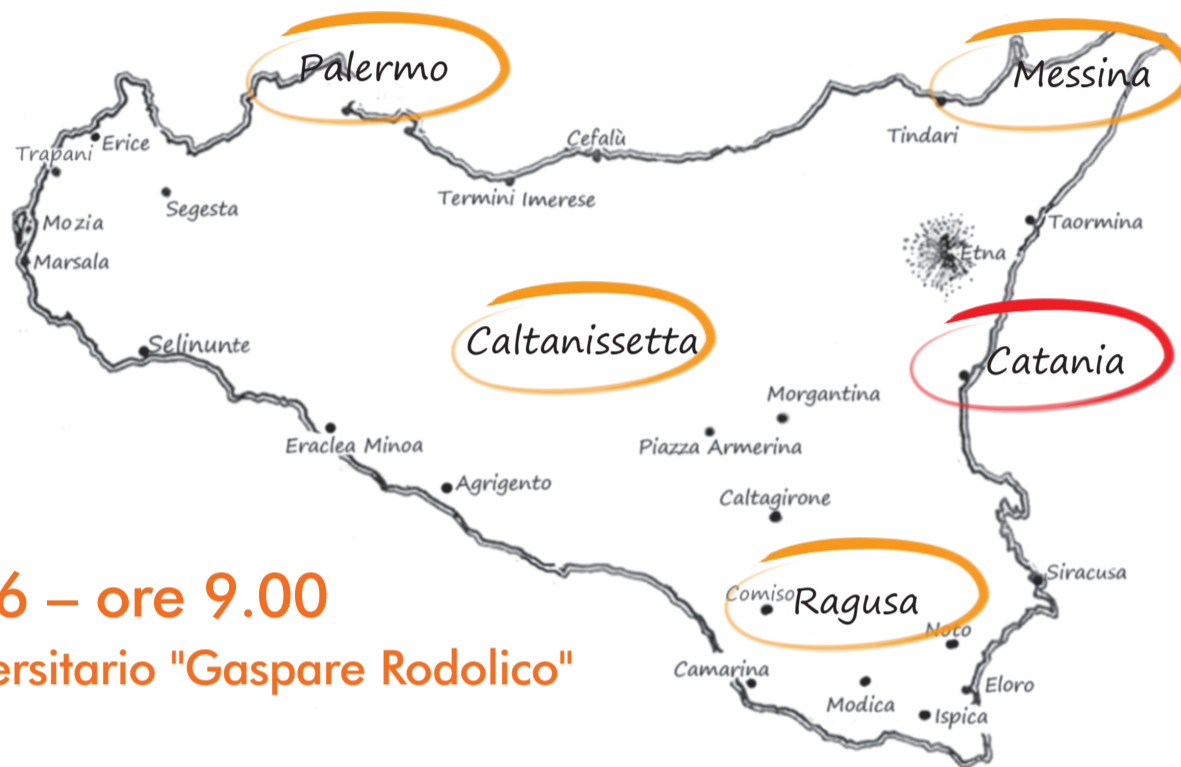 Palermo
Messina
Cefalù
Tindari
Trapani
Erice
Termini Imerese
Segesta
Mozia
Taormina
Etna
Marsala
Selinunte
Caltanissetta
Catania
Morgantina
Eraclea Minoa
Piazza Armerina
Agrigento
Caltagirone
Siracusa
6 – ore 9.00
Comiso
Ragusa
Noto
ersitario "Gaspare Rodolico"
Camarina
Eloro
Modica
Ispica